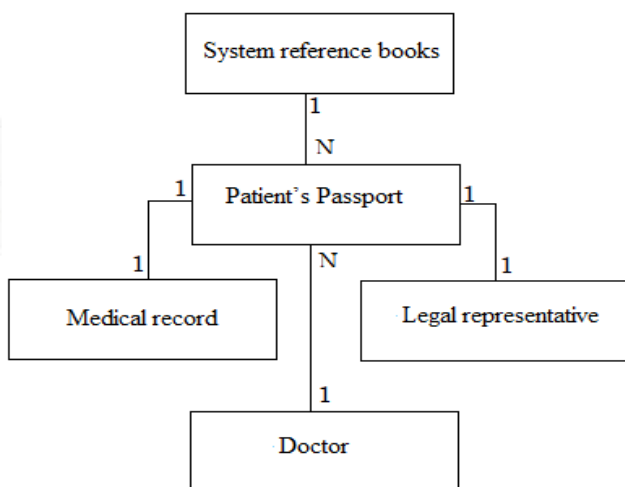 System reference books
1
N
1
Patient's Passport
1
1
N
1
Medical record
Legal representative
1
Doctor